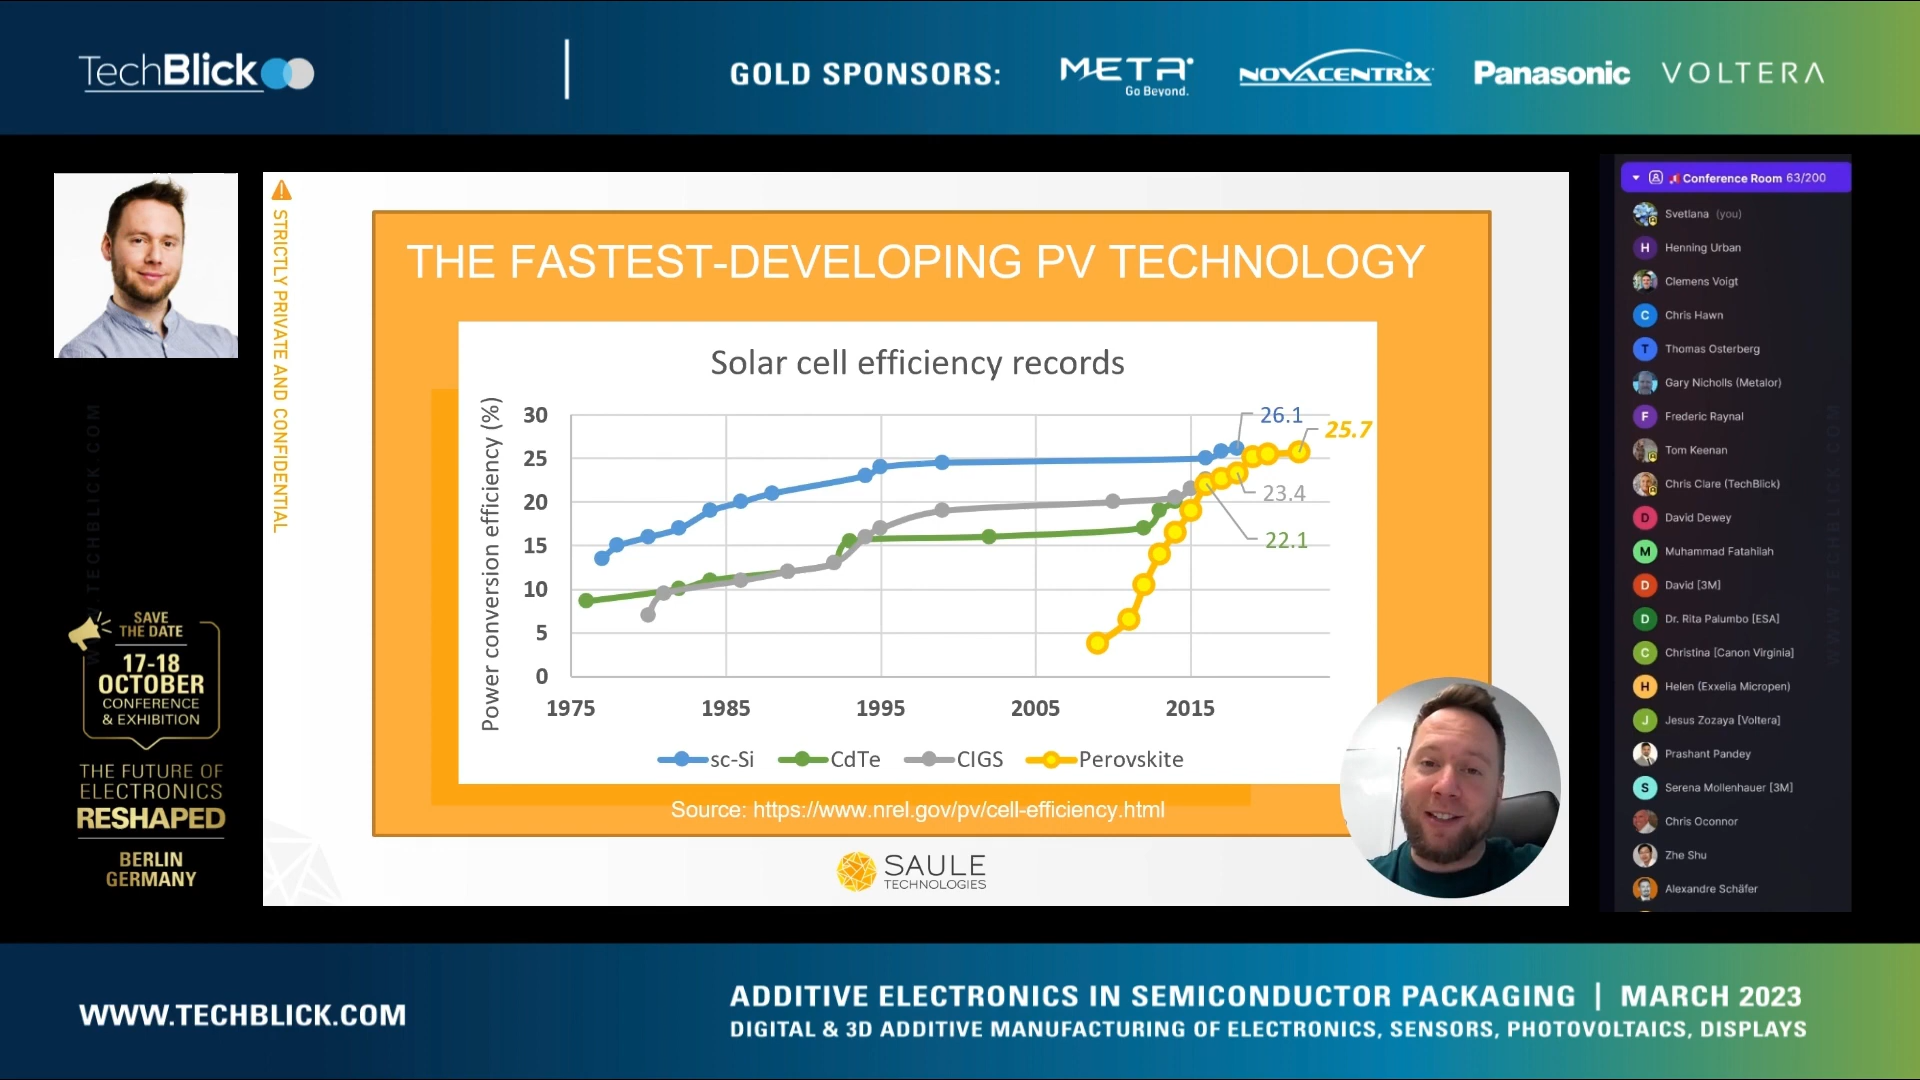 TechBlick
GOLD SPONSORS:
META
Go Beyond.
NOVACENTRIX
Panasonic
VOLTERA
STRICTLY PRIVATE AND CONFIDENTIAL
THE FASTEST-DEVELOPING PV TECHNOLOGY
Solar cell efficiency records
Power conversion efficiency (%)
30
25
20
15
10
5
0
1975
1985
1995
2005
2015
26.1
25.7
23.4
22.1
sc-Si
CdTe
CIGS
Perovskite
Source: https://www.nrel.gov/pv/cell-efficiency.html
SAULE
TECHNOLOGIES
WWW.TECHBLICK.COM
SAVE
THE DATE
17-18
OCTOBER
CONFERENCE
& EXHIBITION
THE FUTURE OF
ELECTRONICS
RESHAPED
BERLIN
GERMANY
Conference Room 63/200
Svetlana (you)
H Henning Urban
Clemens Voigt
C Chris Hawn
T Thomas Osterberg
Gary Nicholls (Metalor)
F Frederic Raynal
Tom Keenan
Chris Clare (TechBlick)
D David Dewey
M Muhammad Fatahilah
D David [3M]
D Dr. Rita Palumbo [ESA]
C Christina [Canon Virginia]
H Helen (Exxelia Micropen)
J Jesus Zozaya [Voltera]
Prashant Pandey
S Serena Mollenhauer [3M]
Chris Oconnor
Zhe Shu
Alexandre Schäfer
WWW.TECHBLICK.COM
WWW.TECHBLICK.COM
ADDITIVE ELECTRONICS IN SEMICONDUCTOR PACKAGING | MARCH 2023
DIGITAL & 3D ADDITIVE MANUFACTURING OF ELECTRONICS, SENSORS, PHOTOVOLTAICS, DISPLAYS